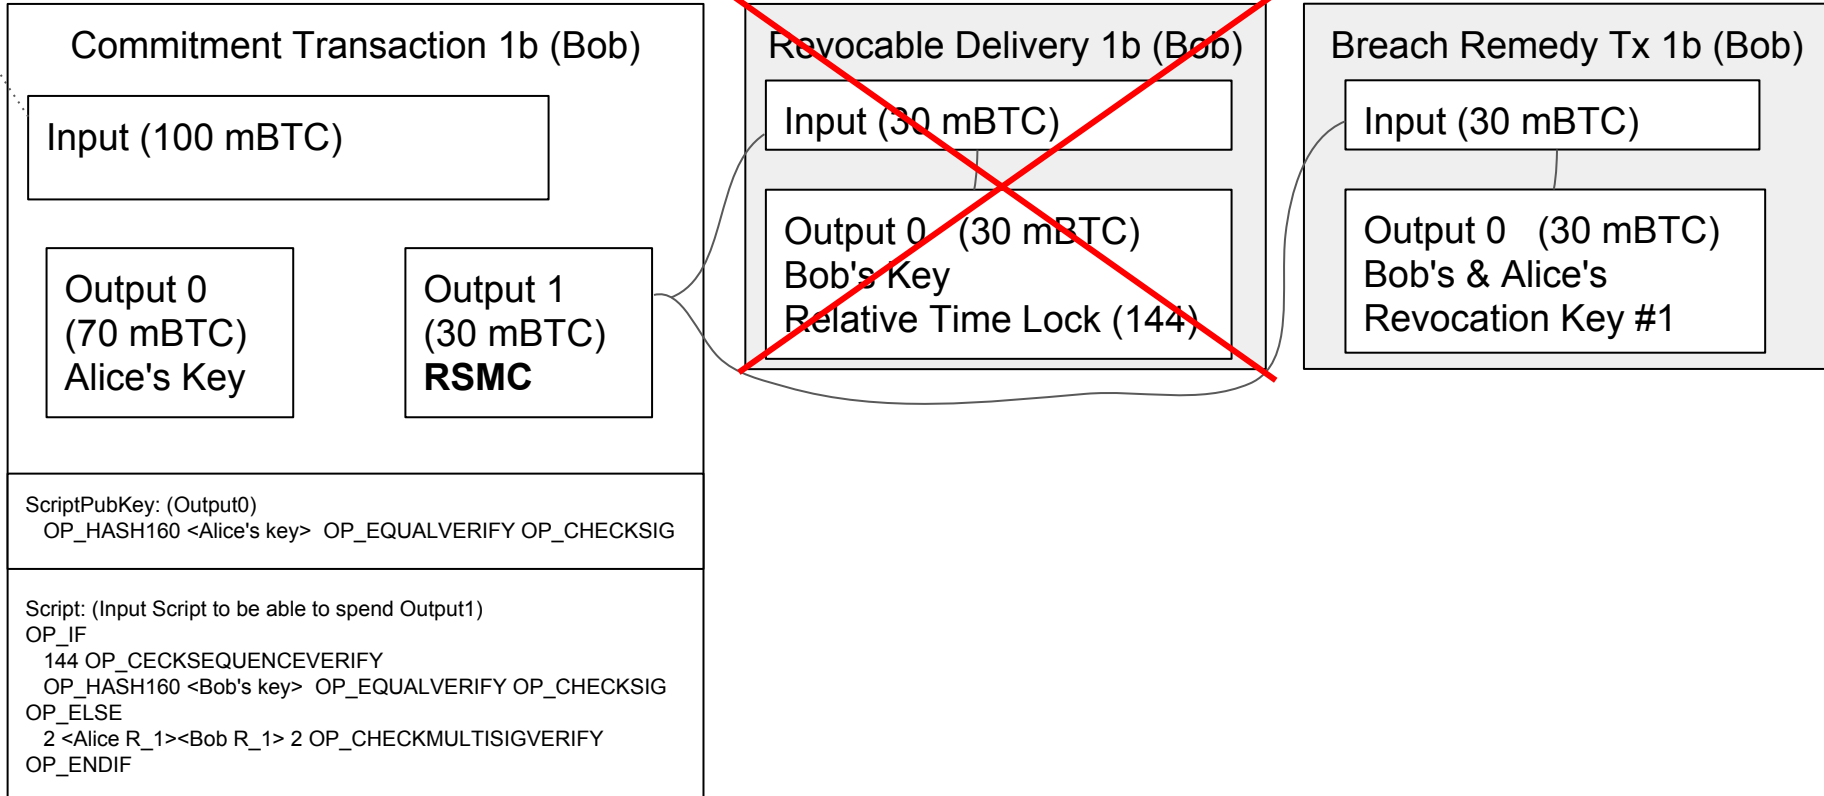 Commitment Transaction 1b (Bob)
Input (100 mBTC)
Output 0
(70 mBTC)
Alice's Key
Output 1
(30 mBTC)
RSMC
ScriptPubKey: (Output0)
OP_HASH160 <Alice's key>  OP_EQUALVERIFY OP_CHECKSIG
Script: (Input Script to be able to spend Output1)
OP_IF
144 OP_CECKSEQUENCEVERIFY
OP_HASH160 <Bob's key>  OP_EQUALVERIFY OP_CHECKSIG
OP_ELSE
2 <Alice R_1><Bob R_1> 2 OP_CHECKMULTISIGVERIFY
OP_ENDIF
Revocable Delivery 1b (Bob)
Input (30 mBTC)
Output 0   (30 mBTC)
Bob's Key
Relative Time Lock (144)
Breach Remedy Tx 1b (Bob)
Input (30 mBTC)
Output 0   (30 mBTC)
Bob's & Alice's
Revocation Key #1